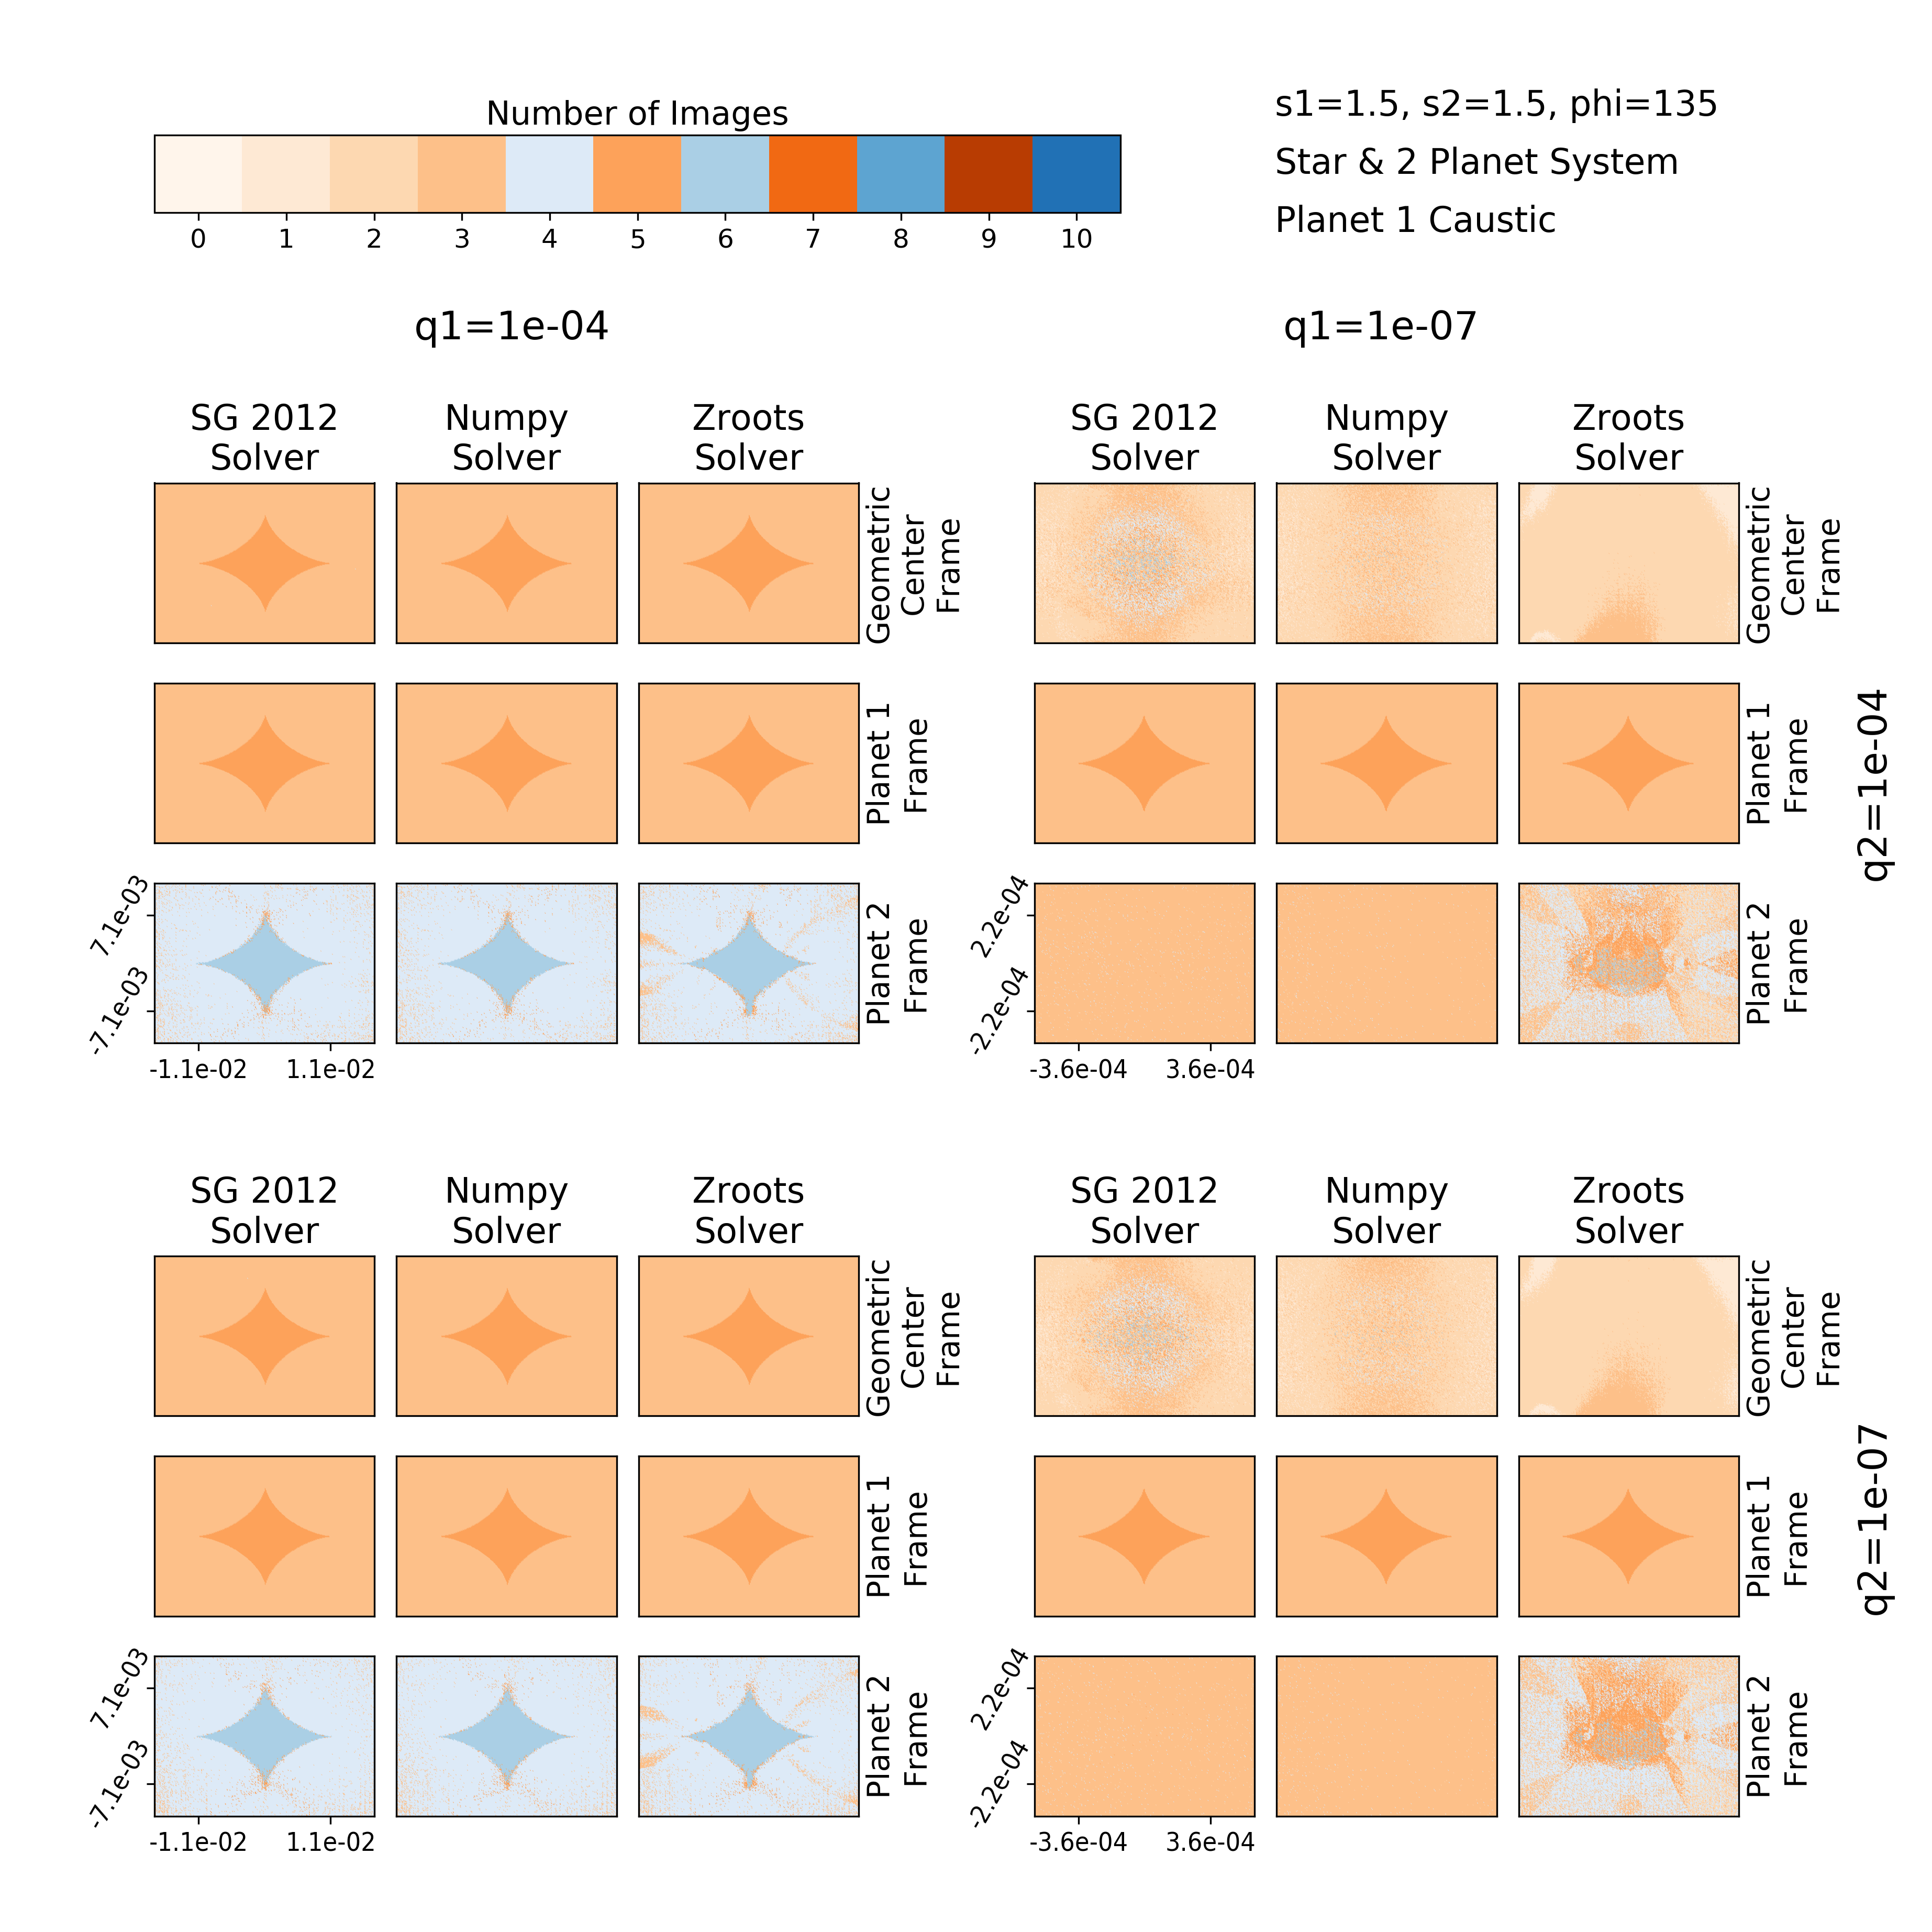 Number of Images
0 1 2 3 4 5 6 7 8 9 10
s1=1.5, s2=1.5, phi=135
Star & 2 Planet System
Planet 1 Caustic
q1=1e-04
q1=1e-07
SG 2012
Solver
Numpy
Solver
Zroots
Solver
SG 2012
Solver
Numpy
Solver
Zroots
Solver
Geometric
Center
Frame
Geometric
Center
Frame
Planet 1
Frame
Planet 1
Frame
q2=1e-04
7.1e-03
-7.1e-03
-1.1e-02
1.1e-02
Planet 2
Frame
2.2e-04
-2.2e-04
-3.6e-04
3.6e-04
Planet 2
Frame
SG 2012
Solver
Numpy
Solver
Zroots
Solver
SG 2012
Solver
Numpy
Solver
Zroots
Solver
Geometric
Center
Frame
Geometric
Center
Frame
Planet 1
Frame
Planet 1
Frame
q2=1e-07
7.1e-03
-7.1e-03
-1.1e-02
1.1e-02
Planet 2
Frame
2.2e-04
-2.2e-04
-3.6e-04
3.6e-04
Planet 2
Frame